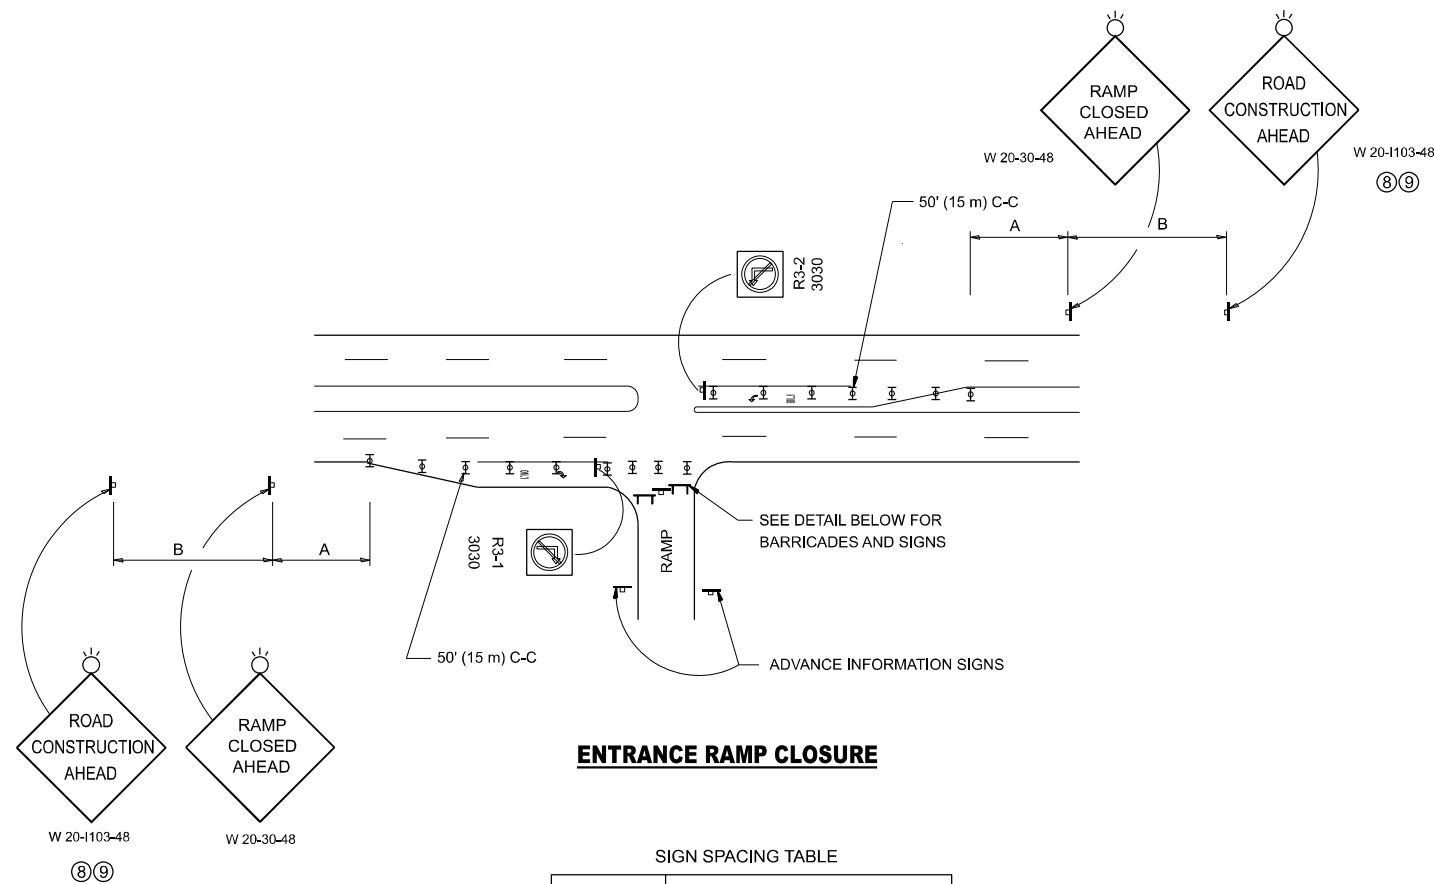 RAMP
CLOSED
AHEAD
W 20-30-48
ROAD
CONSTRUCTION
AHEAD
W 20-I103-48
⑧⑨
50' (15 m) C-C
A
B
R3-2
3030
ONLY
ONLY
B
A
R3-1
3030
RAMP
SEE DETAIL BELOW FOR
BARRICADES AND SIGNS
50' (15 m) C-C
ADVANCE INFORMATION SIGNS
ROAD
CONSTRUCTION
AHEAD
W 20-I103-48
⑧⑨
RAMP
CLOSED
AHEAD
W 20-30-48
ENTRANCE RAMP CLOSURE
SIGN SPACING TABLE